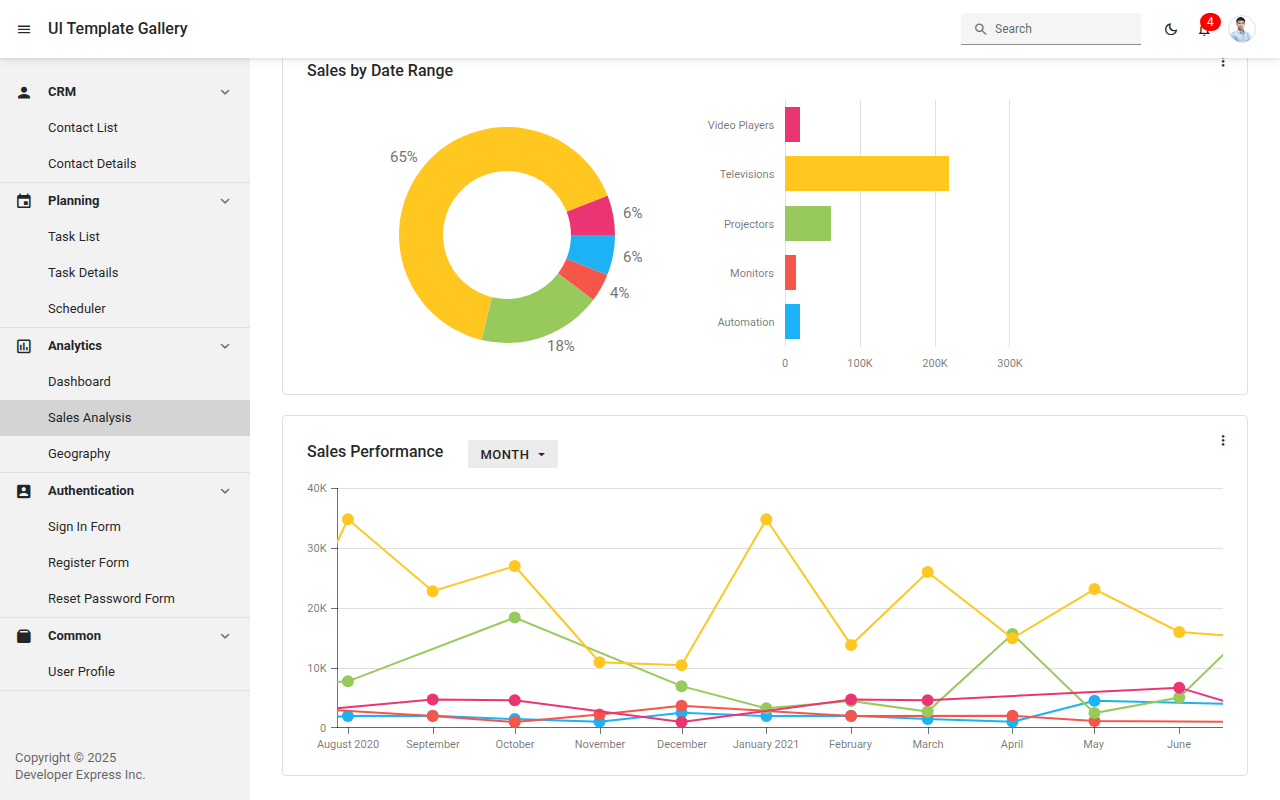 UI Template Gallery
Search
4
CRM
Contact List
Contact Details
Planning
Task List
Task Details
Scheduler
Analytics
Dashboard
Sales Analysis
Geography
Authentication
Sign In Form
Register Form
Reset Password Form
Common
User Profile
Copyright © 2025
Developer Express Inc.
Sales by Date Range
65%
6%
6%
4%
18%
Video Players
Televisions
Projectors
Monitors
Automation
0 100K 200K 300K
Sales Performance
MONTH
40K
30K
20K
10K
0
August 2020 September October November December January 2021 February March April May June